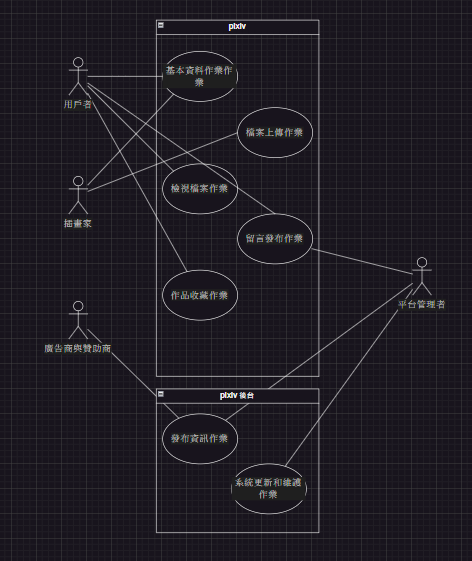 pixiv
基本資料作業作
業
用戶者
檔案上傳作業
檢視檔案作業
插畫家
留言發布作業
作品收藏作業
平台管理者
廣告商與贊助商
pixiv 後台
發布資訊作業
系統更新和維護
作業